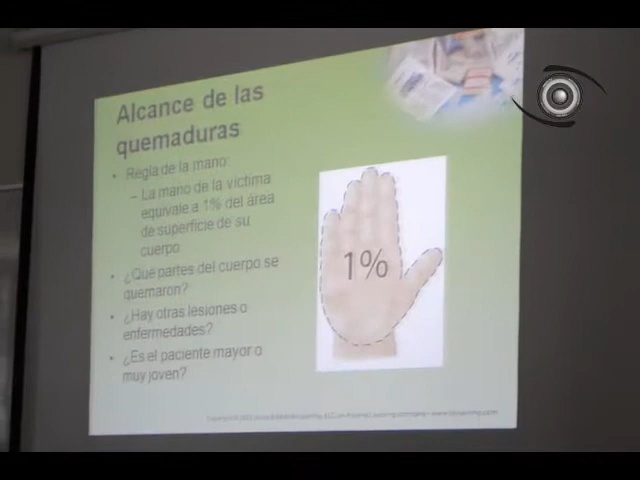 Alcance de las
quemaduras
• Regla de la mano:
– La mano de la víctima
equivale a 1% del área
de superficie de su
cuerpo
• ¿Qué partes del cuerpo se
quemaron?
• ¿Hay otras lesiones o
enfermedades?
• ¿Es el paciente mayor o
muy joven?
1%